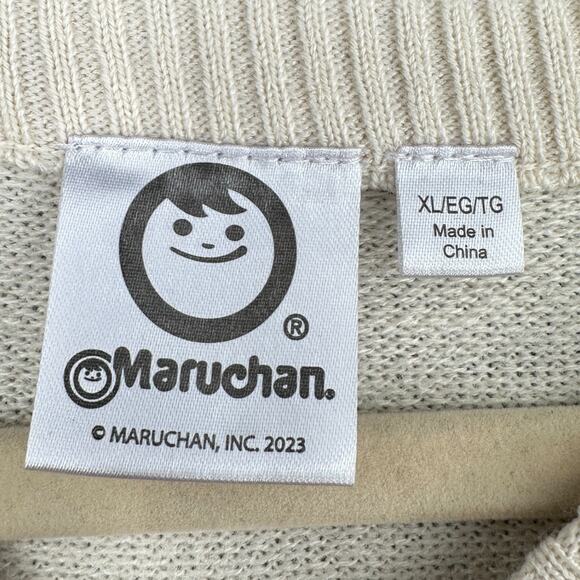 ®
Maruchan®
© MARUCHAN, INC. 2023
XL/EG/TG
Made in
China